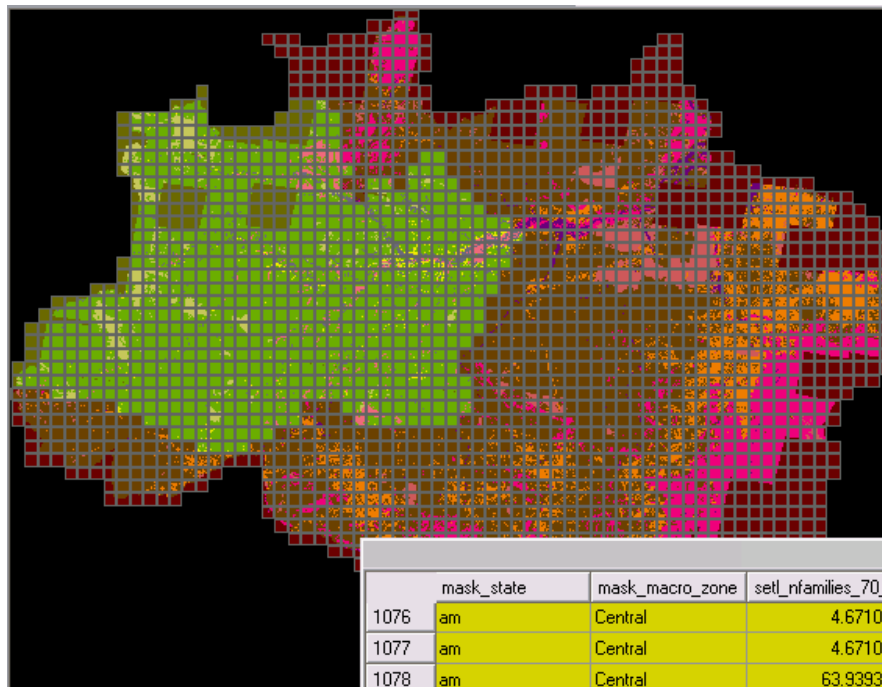 mask_state mask_macro_zone setl_nfamilies_70_
1076 am Central 4.6710
1077 am Central 4.6710
1078 am Central 63.9393